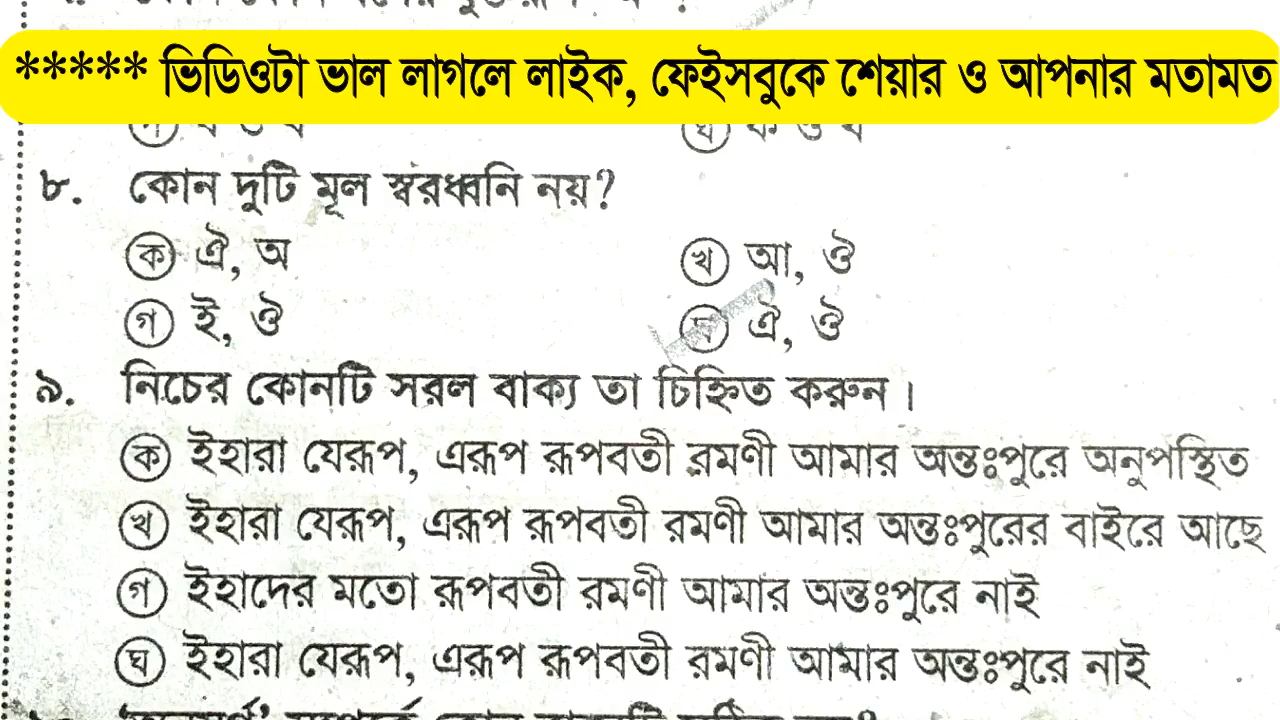 ***** ভিডিওটা ভাল লাগলে লাইক, ফেইসবুকে শেয়ার ও আপনার মতামত
৮. কোন দুটি মূল স্বরধ্বনি নয়?
ক ঐ, অ খ আ, ঔ
গ ই, ঔ ঘ ঐ, ঔ
৯. নিচের কোনটি সরল বাক্য তা চিহ্নিত করুন।
ক ইহারা যেরূপ, এরূপ রূপবতী রমণী আমার অন্তঃপুরে অনুপস্থিত
খ ইহারা যেরূপ, এরূপ রূপবতী রমণী আমার অন্তঃপুরের বাইরে আছে
গ ইহাদের মতো রূপবতী রমণী আমার অন্তঃপুরে নাই
ঘ ইহারা যেরূপ, এরূপ রূপবতী রমণী আমার অন্তঃপুরে নাই